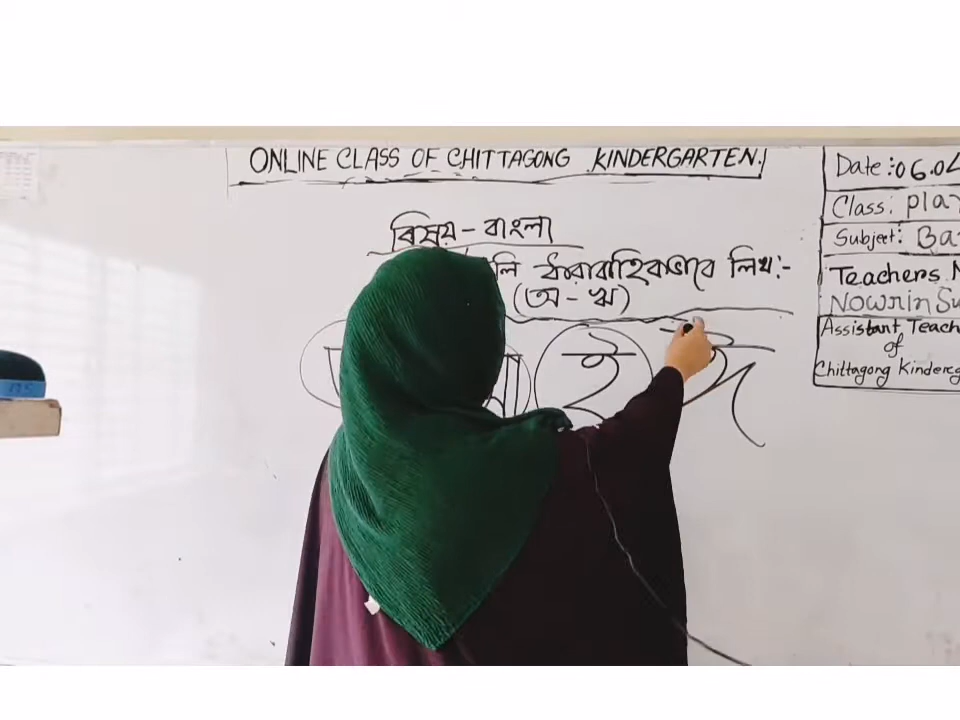 ONLINE CLASS OF CHITTAGONG KINDERGARTEN.
বিষয় - বাংলা
ধারাবাহিকভাবে লিখ:-
(অ - ঋ)
ই
Date: 06.0
Class: Play
Subject: Ba
Teachers N
Nowrin Su
Assistant Teach
of
Chittagong Kinderg